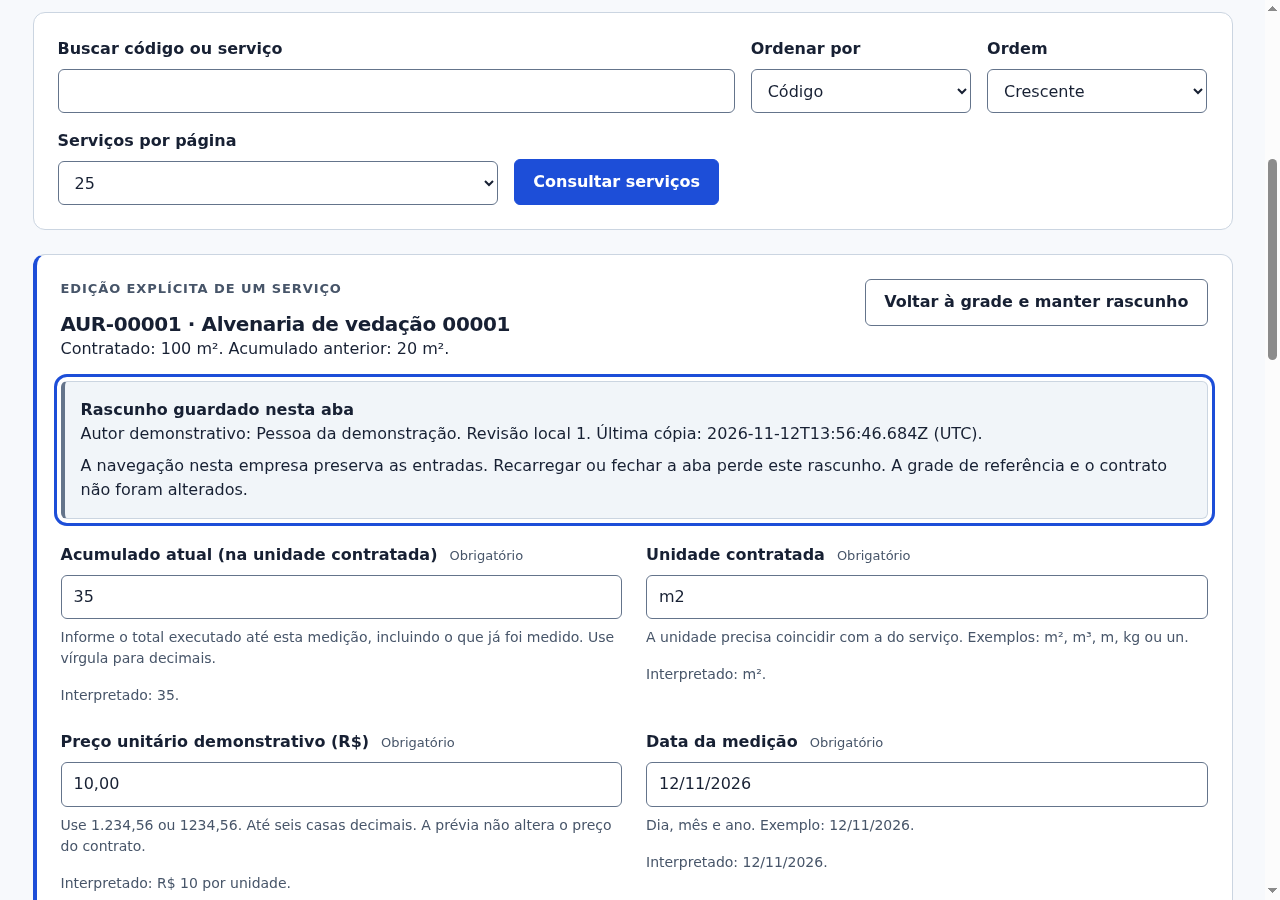 Buscar código ou serviço
Ordenar por
Ordem
Código
Crescente
Serviços por página
25
Consultar serviços
EDIÇÃO EXPLÍCITA DE UM SERVIÇO
Voltar à grade e manter rascunho
AUR-00001 · Alvenaria de vedação 00001
Contratado: 100 m². Acumulado anterior: 20 m².
Rascunho guardado nesta aba
Autor demonstrativo: Pessoa da demonstração. Revisão local 1. Última cópia: 2026-11-12T13:56:46.684Z (UTC).
A navegação nesta empresa preserva as entradas. Recarregar ou fechar a aba perde este rascunho. A grade de referência e o contrato
não foram alterados.
Acumulado atual (na unidade contratada) Obrigatório
35
Informe o total executado até esta medição, incluindo o que já foi medido. Use
vírgula para decimais.
Interpretado: 35.
Unidade contratada Obrigatório
m2
A unidade precisa coincidir com a do serviço. Exemplos: m², m³, m, kg ou un.
Interpretado: m².
Preço unitário demonstrativo (R$) Obrigatório
10,00
Use 1.234,56 ou 1234,56. Até seis casas decimais. A prévia não altera o preço
do contrato.
Interpretado: R$ 10 por unidade.
Data da medição Obrigatório
12/11/2026
Dia, mês e ano. Exemplo: 12/11/2026.
Interpretado: 12/11/2026.